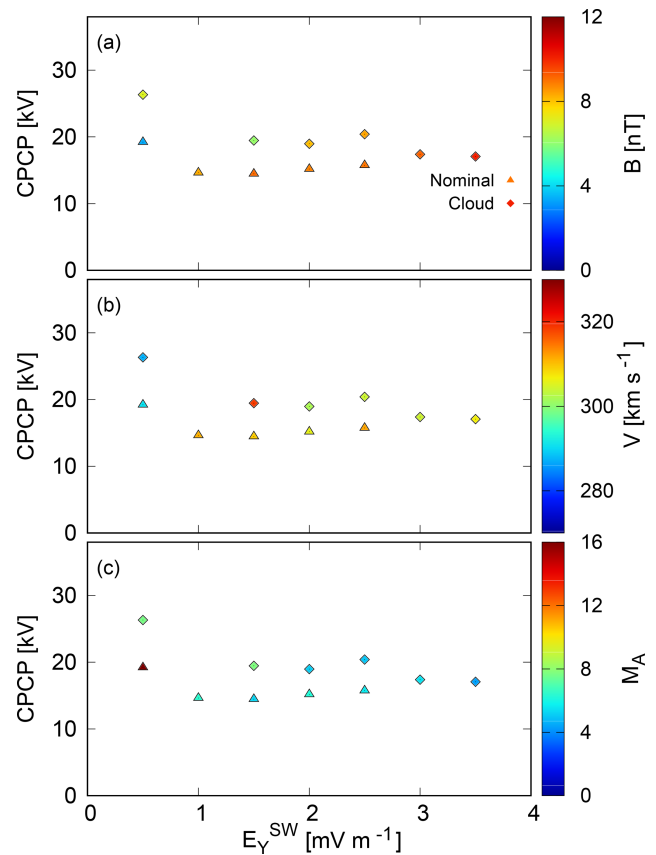 (a)
CPCP [kV]
30
20
10
0
Nominal
Cloud
12
8
4
0
B [nT]
(b)
CPCP [kV]
30
20
10
0
320
300
280
V [km s⁻¹]
(c)
CPCP [kV]
30
20
10
0
16
12
8
4
0
M_A
0 1 2 3 4
E_Y^SW [mV m⁻¹]